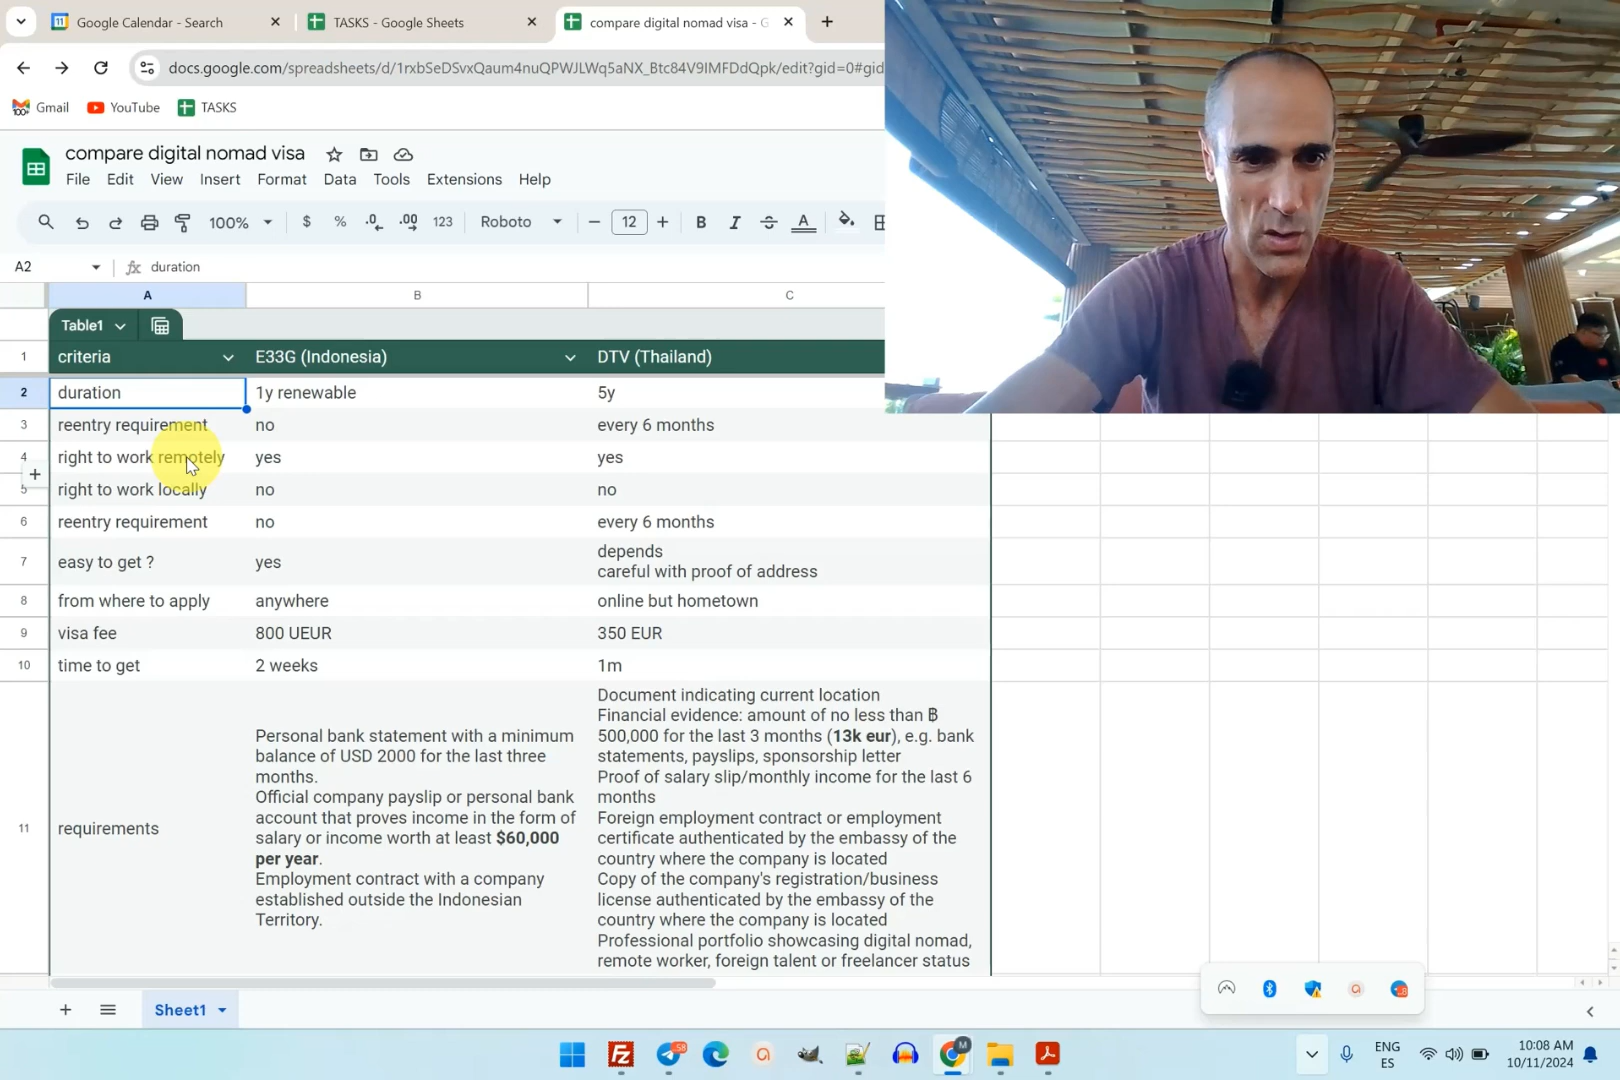 Google Calendar - Search
TASKS - Google Sheets
compare digital nomad visa - G
docs.google.com/spreadsheets/d/1rxbSeDSvxQaum4nuQPWJLWq5aNX_Btc84V9IMFDdQpk/edit?gid=0#gid
Gmail
YouTube
TASKS
compare digital nomad visa
File Edit View Insert Format Data Tools Extensions Help
100% $ % .0 .00 123 Roboto 12 B I A
A2 fx duration
A B C
Table1
1 criteria E33G (Indonesia) DTV (Thailand)
2 duration 1y renewable 5y
3 reentry requirement no every 6 months
4 right to work remotely yes yes
5 right to work locally no no
6 reentry requirement no every 6 months
7 easy to get ? yes depends
careful with proof of address
8 from where to apply anywhere online but hometown
9 visa fee 800 UEUR 350 EUR
10 time to get 2 weeks 1m
11 requirements
Personal bank statement with a minimum
balance of USD 2000 for the last three
months.
Official company payslip or personal bank
account that proves income in the form of
salary or income worth at least $60,000
per year.
Employment contract with a company
established outside the Indonesian
Territory.
Document indicating current location
Financial evidence: amount of no less than ฿
500,000 for the last 3 months (13k eur), e.g. bank
statements, payslips, sponsorship letter
Proof of salary slip/monthly income for the last 6
months
Foreign employment contract or employment
certificate authenticated by the embassy of the
country where the company is located
Copy of the company's registration/business
license authenticated by the embassy of the
country where the company is located
Professional portfolio showcasing digital nomad,
remote worker, foreign talent or freelancer status
Sheet1
58
M
ENG
ES
10:08 AM
10/11/2024